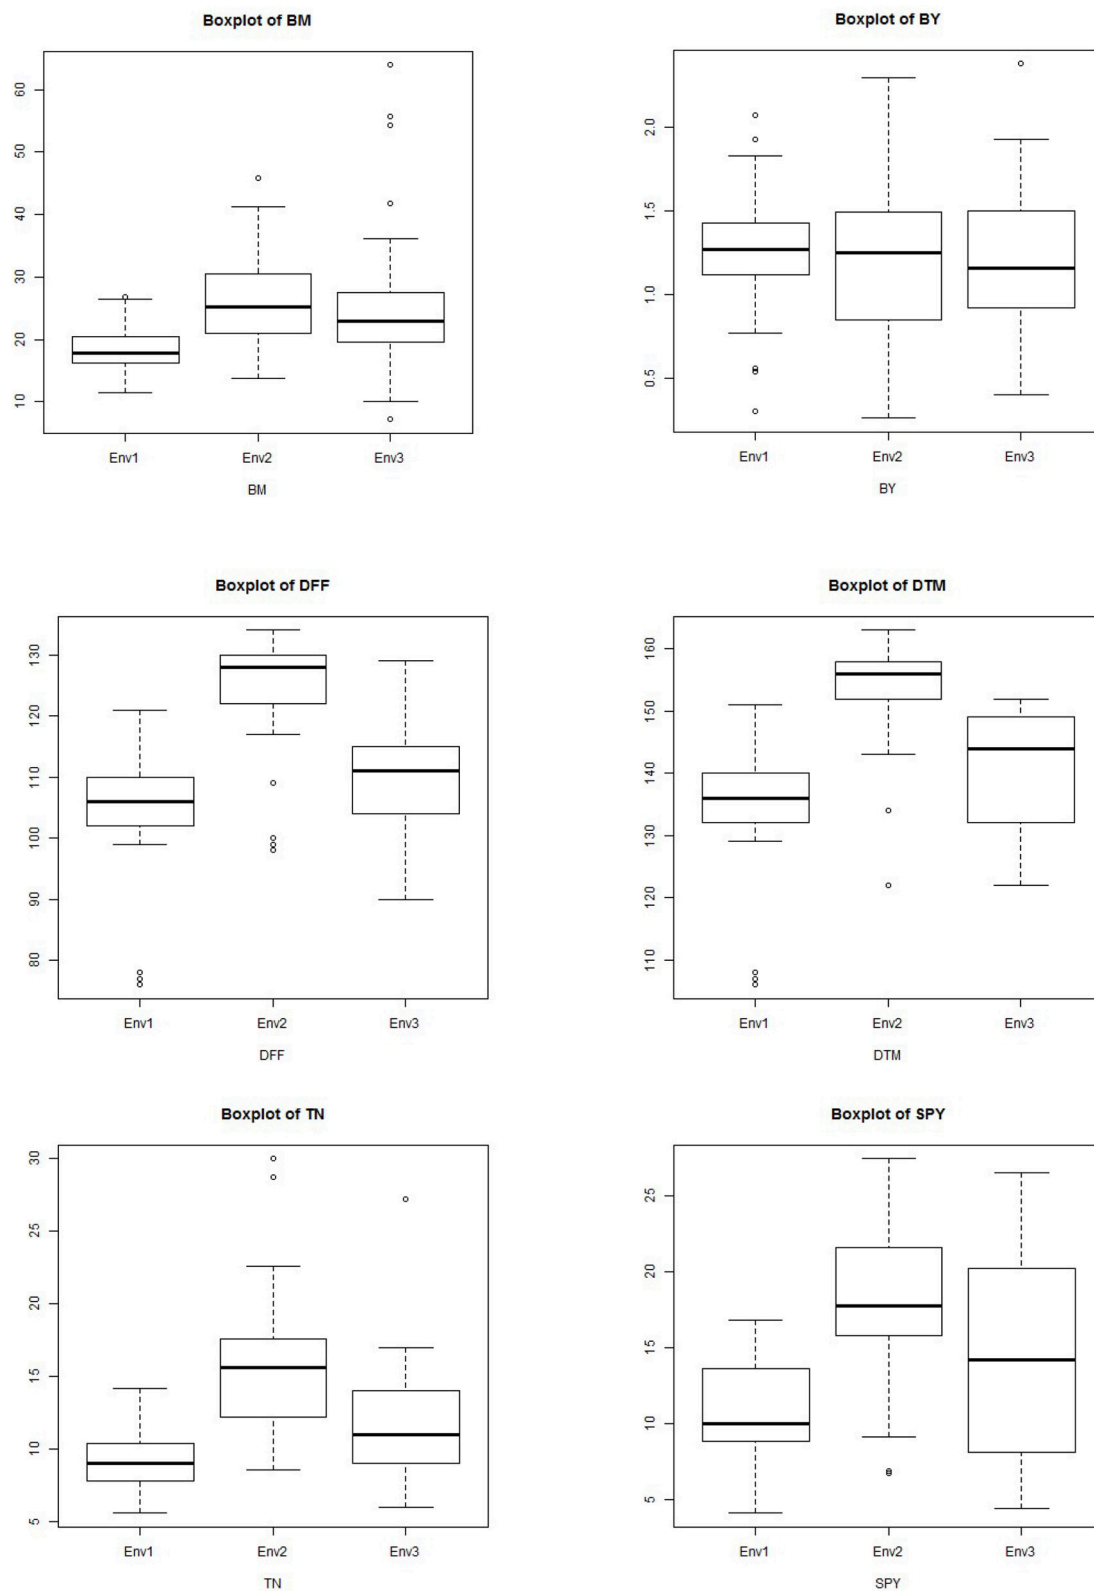 Boxplot of BM
60
50
40
30
20
10
Env1 Env2 Env3
BM
Boxplot of BY
2.0
1.5
1.0
0.5
Env1 Env2 Env3
BY
Boxplot of DFF
130
120
110
100
90
80
Env1 Env2 Env3
DFF
Boxplot of DTM
160
150
140
130
120
110
Env1 Env2 Env3
DTM
Boxplot of TN
30
25
20
15
10
5
Env1 Env2 Env3
TN
Boxplot of SPY
25
20
15
10
5
Env1 Env2 Env3
SPY